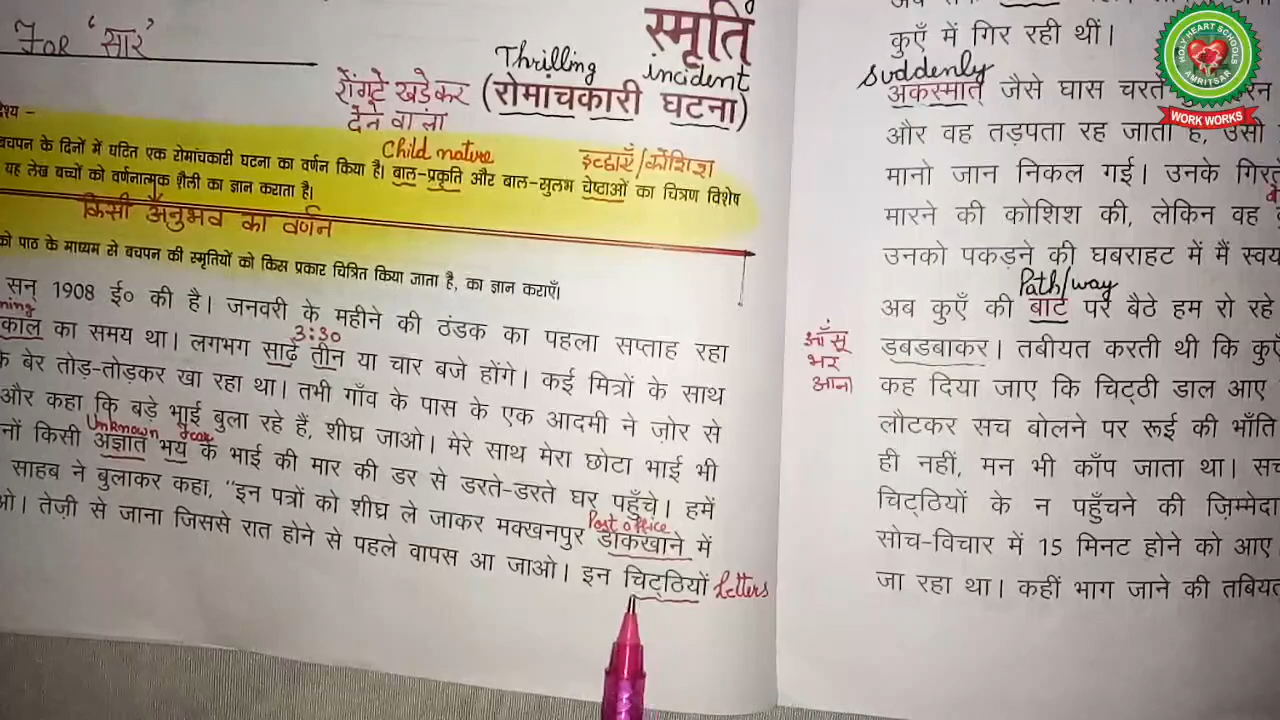 For 'सार'
स्मृति
Thrilling incident
रोंगटे खड़ेकर (रोमांचकारी घटना)
देन वाला
Child nature इच्छाएँ/कोशिश
बचपन के दिनों में घटित एक रोमांचकारी घटना का वर्णन किया है। बाल-प्रकृति और बाल-सुलभ चेष्टाओं का चित्रण विशेष
यह लेख बच्चों को वर्णनात्मक शैली का ज्ञान कराता है।
किसी अनुभव का वर्णन
को पाठ के माध्यम से बचपन की स्मृतियों को किस प्रकार चित्रित किया जाता है, का ज्ञान कराएँ।
सन् 1908 ई० की है। जनवरी के महीने की ठंडक का पहला सप्ताह रहा
3:30
काल का समय था। लगभग साढ़े तीन या चार बजे होंगे। कई मित्रों के साथ
के बेर तोड़-तोड़कर खा रहा था। तभी गाँव के पास के एक आदमी ने ज़ोर से
और कहा कि बड़े भाई बुला रहे हैं, शीघ्र जाओ। मेरे साथ मेरा छोटा भाई भी
Unknown fear
किसी अज्ञात भय के भाई की मार की डर से डरते-डरते घर पहुँचे। हमें
साहब ने बुलाकर कहा, "इन पत्रों को शीघ्र ले जाकर मक्खनपुर डाकखाने में
Post office
तेज़ी से जाना जिससे रात होने से पहले वापस आ जाओ। इन चिट्ठियों letters
कुएँ में गिर रही थीं।
suddenly
अकस्मात् जैसे घास चरते
और वह तड़पता रह जाता है, उसी
मानो जान निकल गई। उनके गिरते
मारने की कोशिश की, लेकिन वह
उनको पकड़ने की घबराहट में मैं
Path/way
अब कुएँ की बाट पर बैठे हम रो रहे
आँसू भर आना
डबडबाकर। तबीयत करती थी कि
कह दिया जाए कि चिट्ठी डाल आए
लौटकर सच बोलने पर रूई की भाँति
ही नहीं, मन भी काँप जाता था।
चिट्ठियों के न पहुँचने की
सोच-विचार में 15 मिनट होने को आए
जा रहा था। कहीं भाग जाने की
HOLY HEART SCHOOLS
AMRITSAR
WORK WORKS